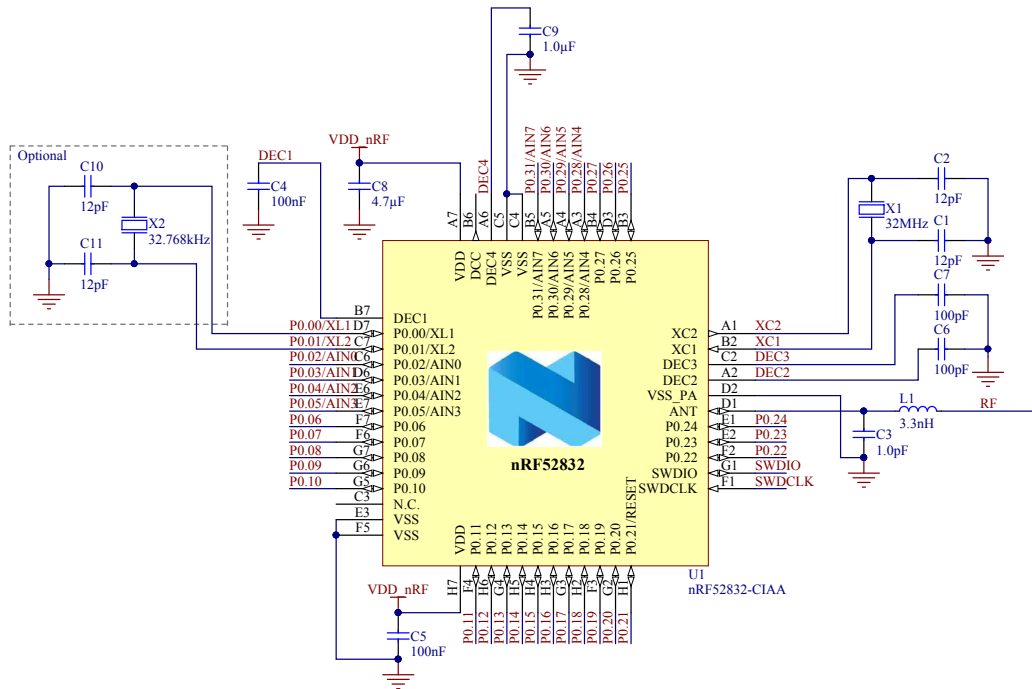 C9
1.0µF
VDD_nRF
DEC1
C4
100nF
C8
4.7µF
Optional
C10
12pF
X2
32.768kHz
C11
12pF
DEC4
P0.31/AIN7
P0.30/AIN6
P0.29/AIN5
P0.28/AIN4
P0.27
P0.26
P0.25
A7
B6
A6
C5
C4
B5
A5
A4
A3
B4
D3
B3
VDD
DCC
DEC4
VSS
VSS
P0.31/AIN7
P0.30/AIN6
P0.29/AIN5
P0.28/AIN4
P0.27
P0.26
P0.25
C2
12pF
X1
32MHz
C1
12pF
C7
100pF
C6
100pF
B7 DEC1
P0.00/XL1 D7 P0.00/XL1
P0.01/XL2 C7 P0.01/XL2
P0.02/AIN0 C6 P0.02/AIN0
P0.03/AIN1 D6 P0.03/AIN1
P0.04/AIN2 E6 P0.04/AIN2
P0.05/AIN3 E7 P0.05/AIN3
P0.06 F7 P0.06
P0.07 F6 P0.07
P0.08 G7 P0.08
P0.09 G6 P0.09
P0.10 G5 P0.10
C3 N.C.
E3 VSS
F5 VSS
nRF52832
XC2 A1 XC2
XC1 B2 XC1
DEC3 C2 DEC3
DEC2 A2 DEC2
VSS_PA D2
ANT D1
P0.24 E1 P0.24
P0.23 E2 P0.23
P0.22 F2 P0.22
SWDIO G1 SWDIO
SWDCLK F1 SWDCLK
L1
3.3nH
RF
C3
1.0pF
VDD
P0.11
P0.12
P0.13
P0.14
P0.15
P0.16
P0.17
P0.18
P0.19
P0.20
P0.21/RESET
H7
F4
H6
G4
H5
H4
H3
G3
H2
F3
G2
H1
P0.11
P0.12
P0.13
P0.14
P0.15
P0.16
P0.17
P0.18
P0.19
P0.20
P0.21
U1
nRF52832-CIAA
VDD_nRF
C5
100nF